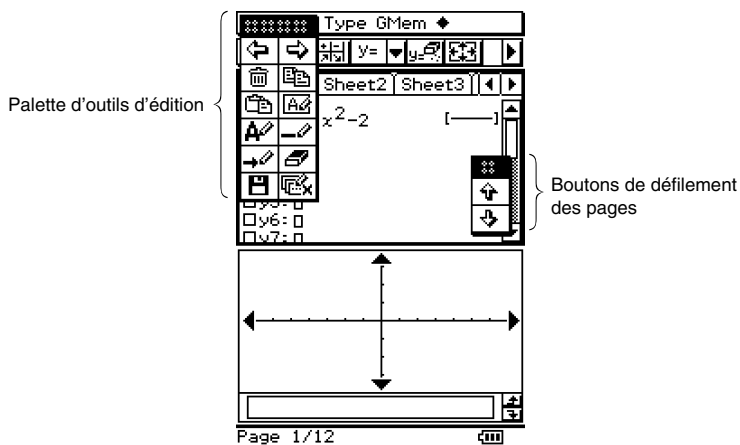 Type GMem ◆
y=
Sheet2 Sheet3
Palette d'outils d'édition
x²-2
Boutons de défilement
des pages
y6:
y7:
Page 1/12